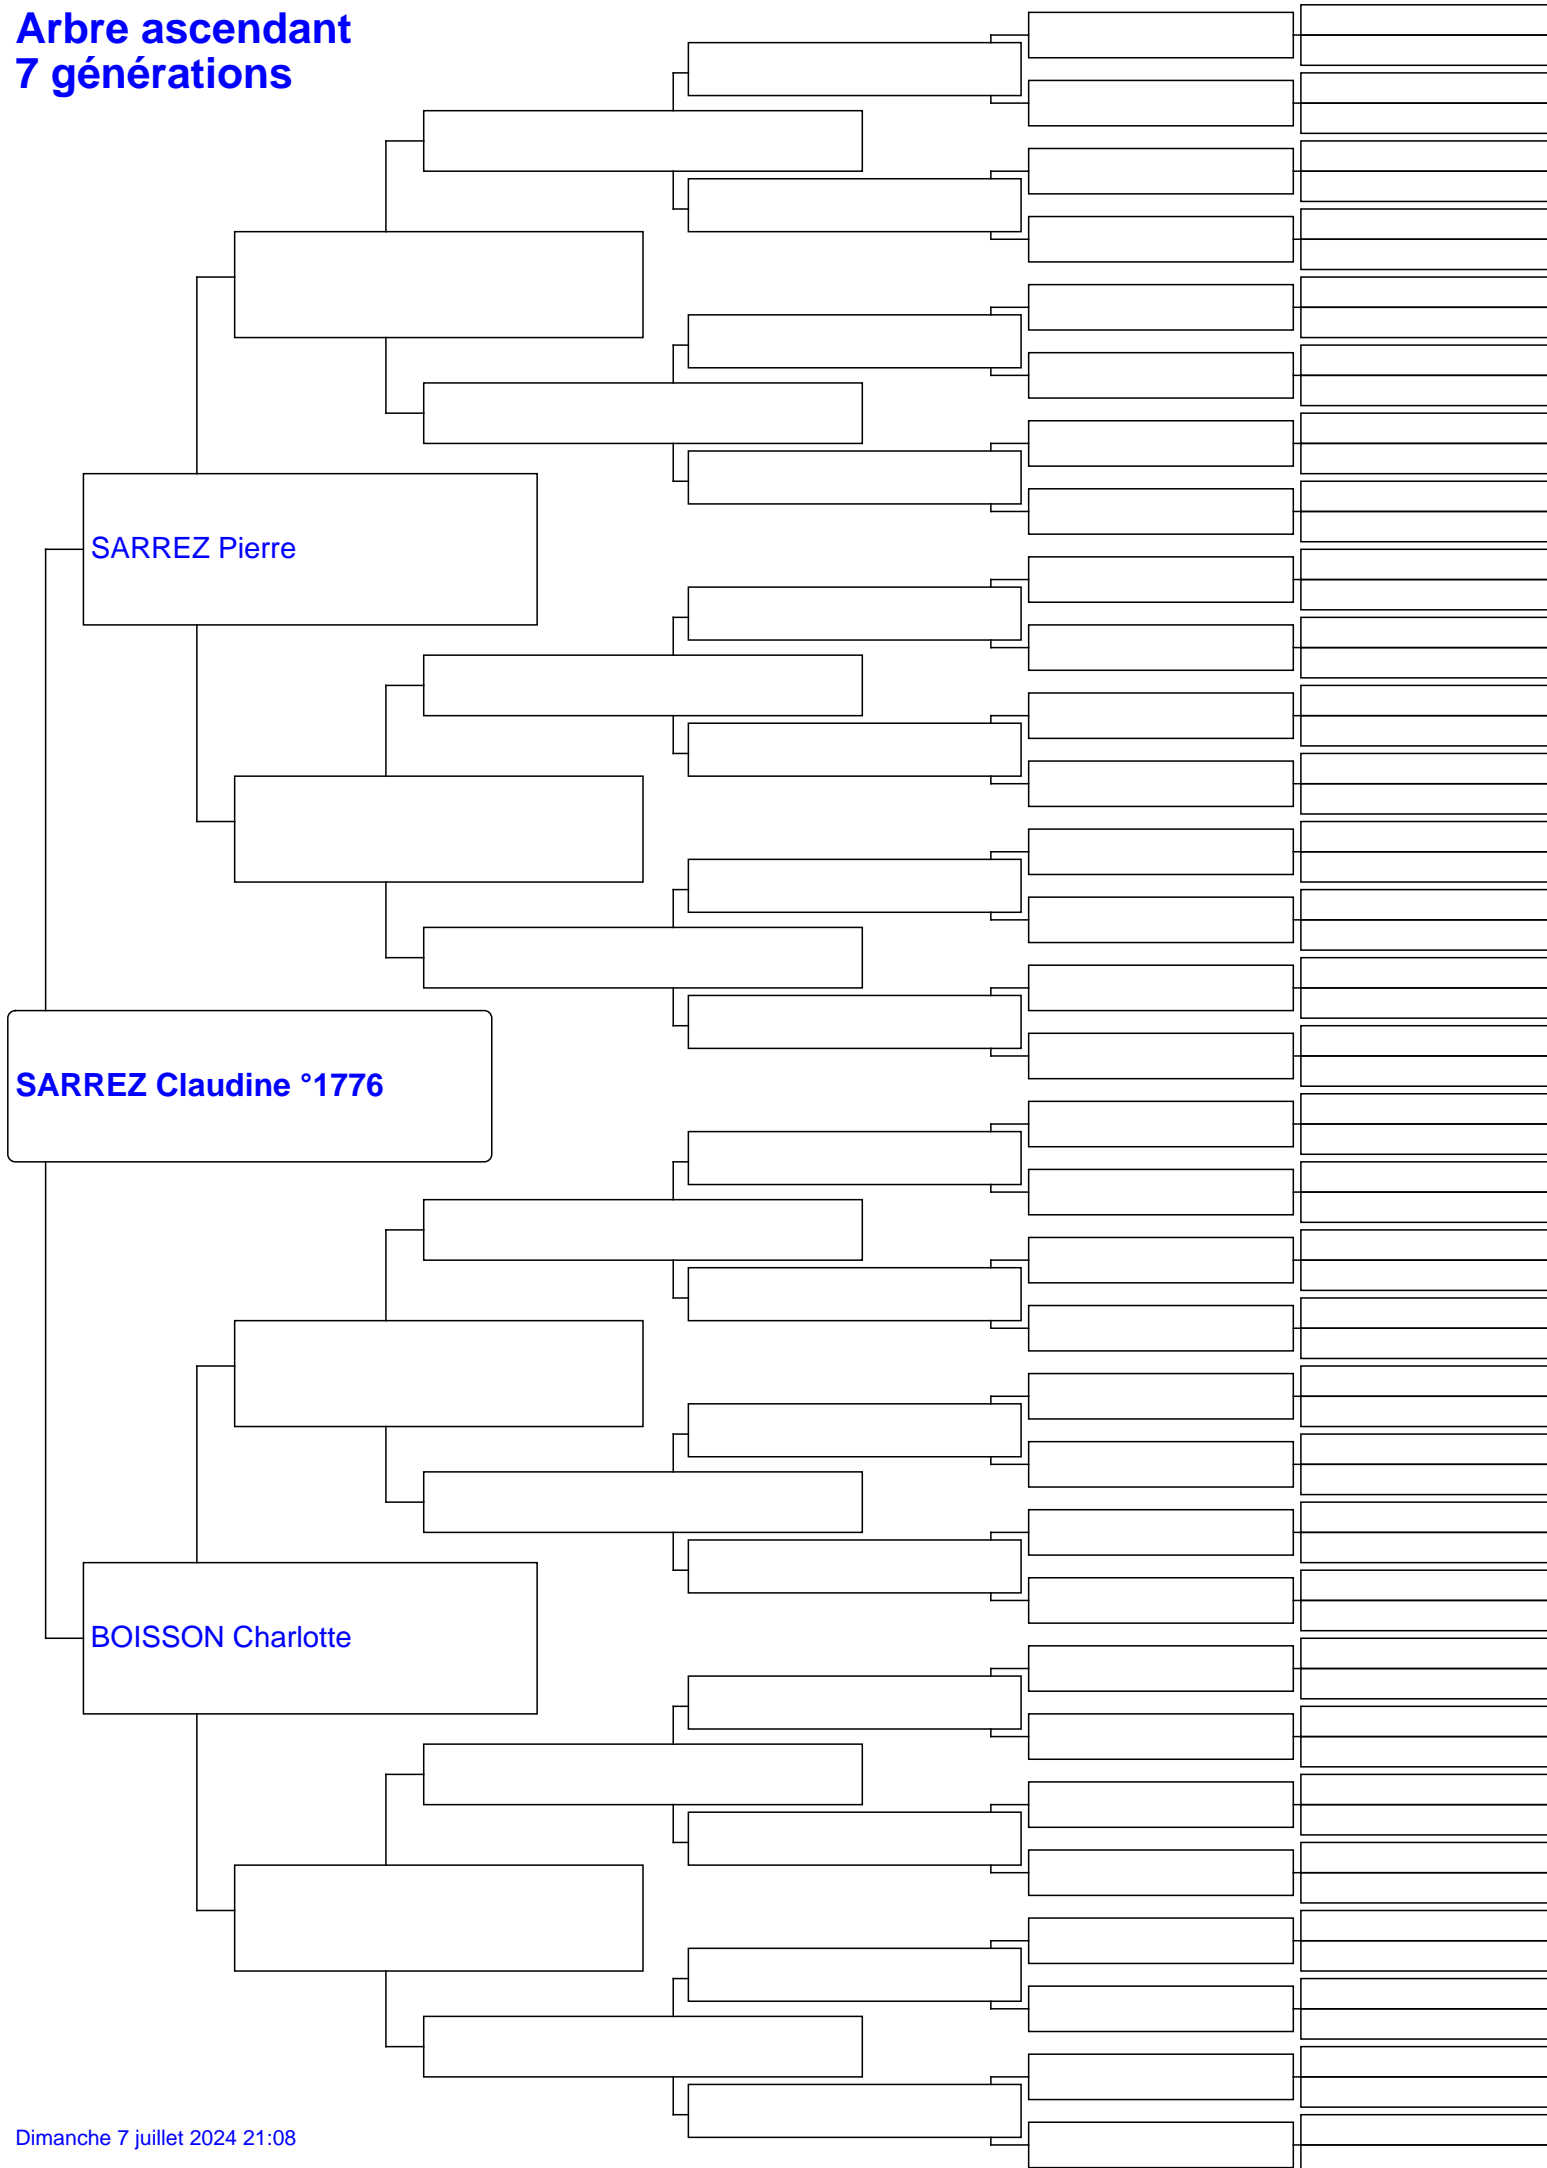 Arbre ascendant
7 générations
SARREZ Pierre
SARREZ Claudine °1776
BOISSON Charlotte
Dimanche 7 juillet 2024 21:08